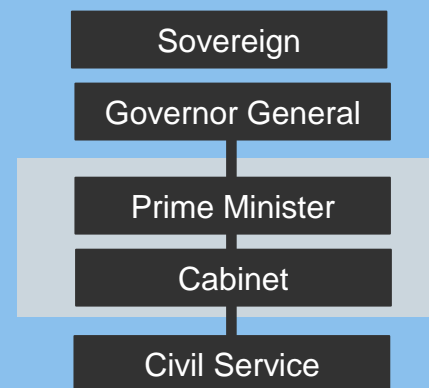 Sovereign
Governor General
Prime Minister
Cabinet
Civil Service